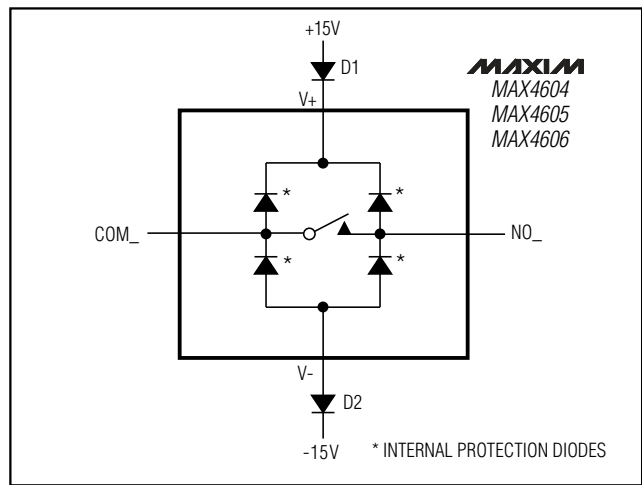 +15V
D1
MAXIM
MAX4604
MAX4605
MAX4606
V+
*
*
COM_
NO_
*
*
V-
D2
-15V
* INTERNAL PROTECTION DIODES